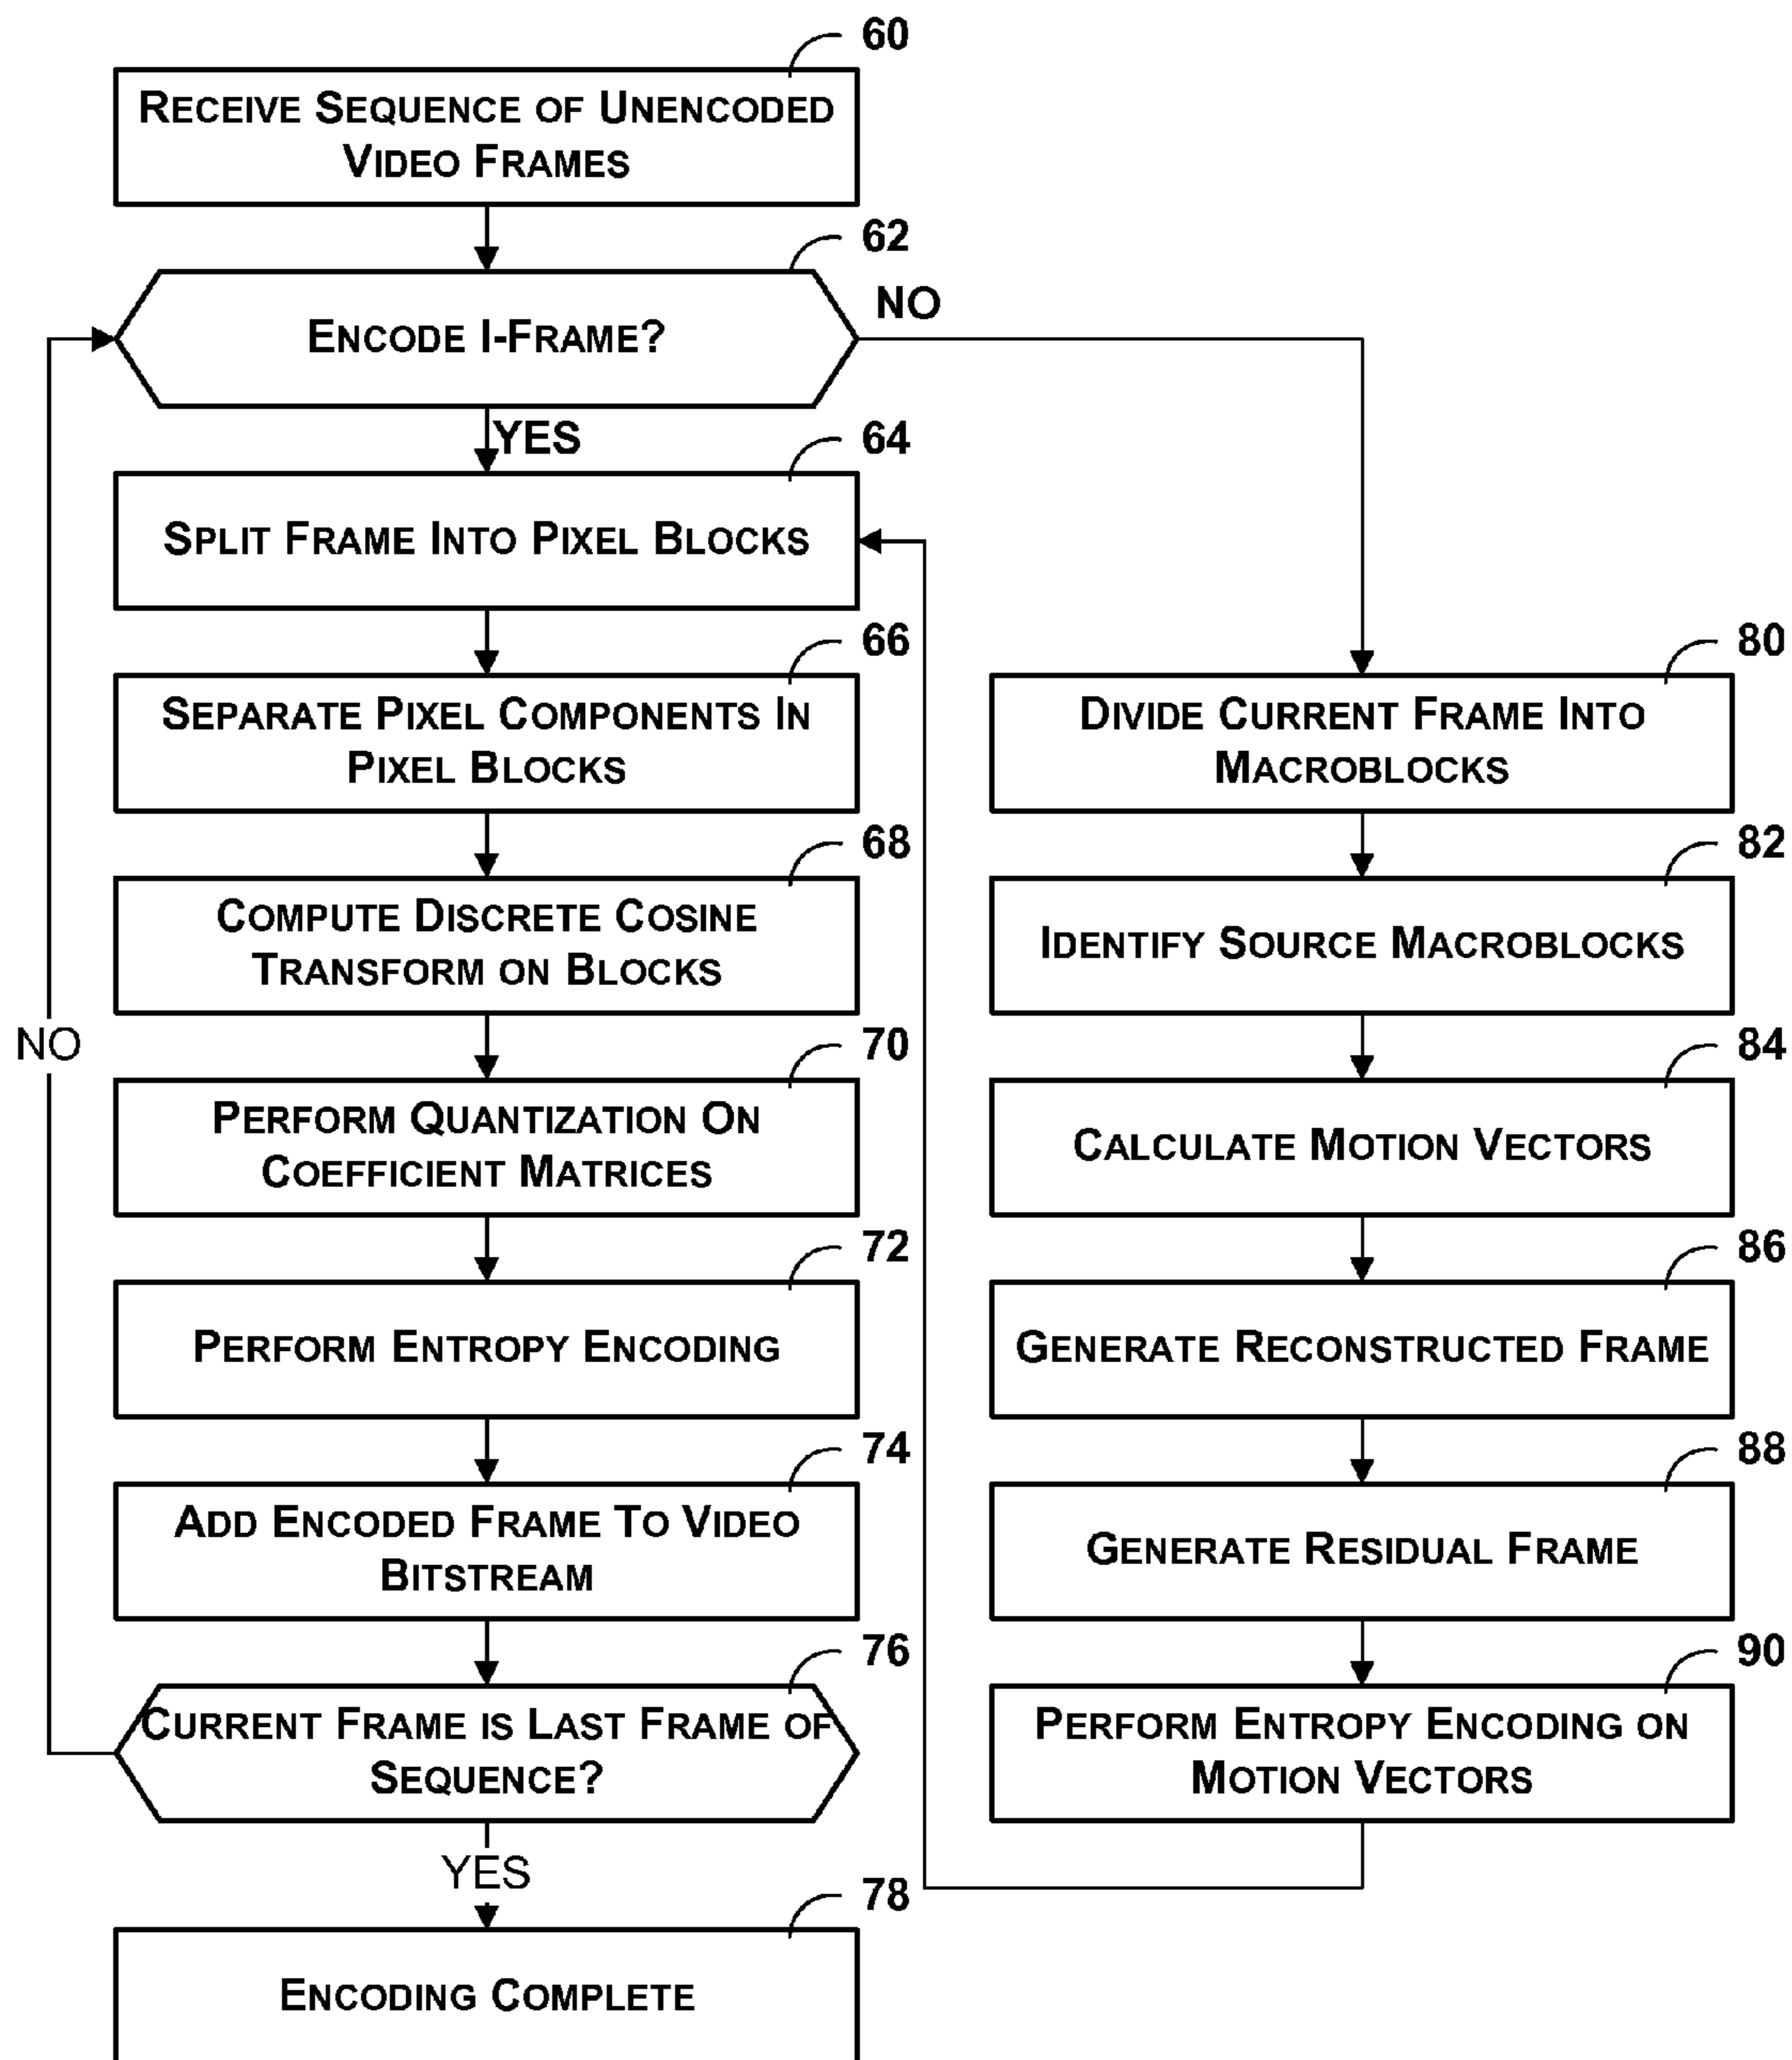 60
RECEIVE SEQUENCE OF UNENCODED
VIDEO FRAMES
62
ENCODE I-FRAME?
NO
YES
64
SPLIT FRAME INTO PIXEL BLOCKS
66
SEPARATE PIXEL COMPONENTS IN
PIXEL BLOCKS
68
COMPUTE DISCRETE COSINE
TRANSFORM ON BLOCKS
NO
70
PERFORM QUANTIZATION ON
COEFFICIENT MATRICES
72
PERFORM ENTROPY ENCODING
74
ADD ENCODED FRAME TO VIDEO
BITSTREAM
76
CURRENT FRAME IS LAST FRAME OF
SEQUENCE?
YES
78
ENCODING COMPLETE
80
DIVIDE CURRENT FRAME INTO
MACROBLOCKS
82
IDENTIFY SOURCE MACROBLOCKS
84
CALCULATE MOTION VECTORS
86
GENERATE RECONSTRUCTED FRAME
88
GENERATE RESIDUAL FRAME
90
PERFORM ENTROPY ENCODING ON
MOTION VECTORS